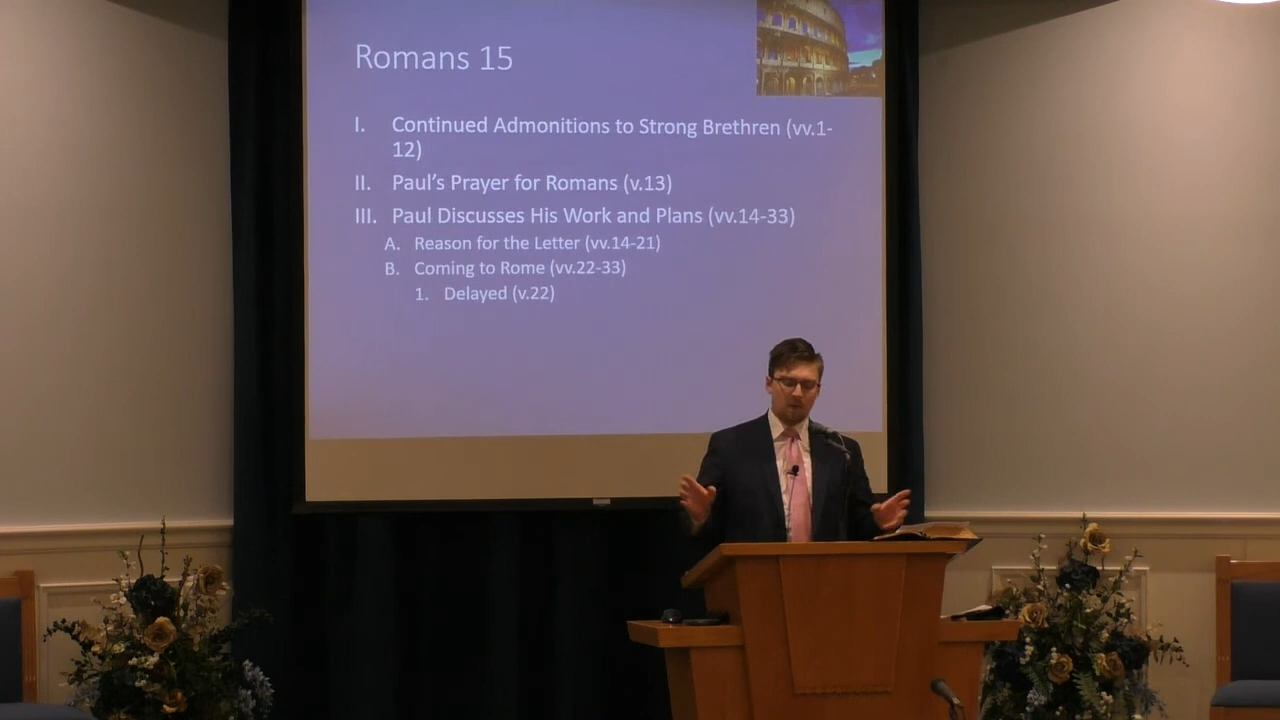 Romans 15
I. Continued Admonitions to Strong Brethren (vv.1-
12)
II. Paul's Prayer for Romans (v.13)
III. Paul Discusses His Work and Plans (vv.14-33)
A. Reason for the Letter (vv.14-21)
B. Coming to Rome (vv.22-33)
1. Delayed (v.22)